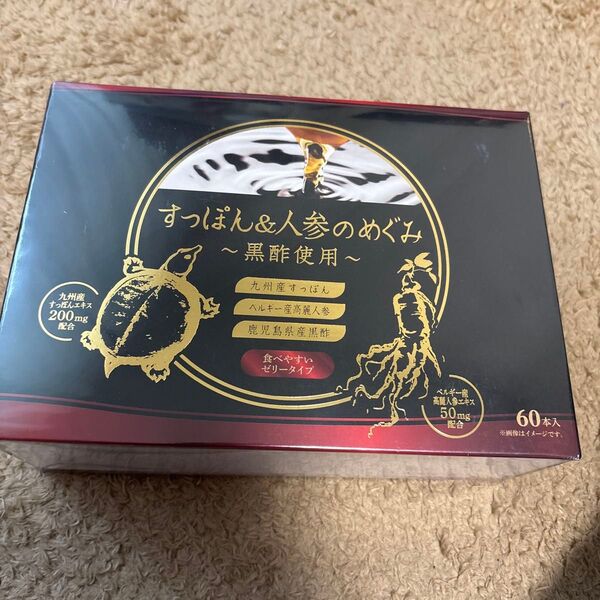 すっぽん&人参のめぐみ
～黒酢使用～
九州産すっぽん
ベルギー産高麗人参
鹿児島県産黒酢
食べやすい
ゼリータイプ
九州産
すっぽんエキス
200mg
配合
ベルギー産
高麗人参エキス
50mg
配合
60本入
※画像はイメージです。